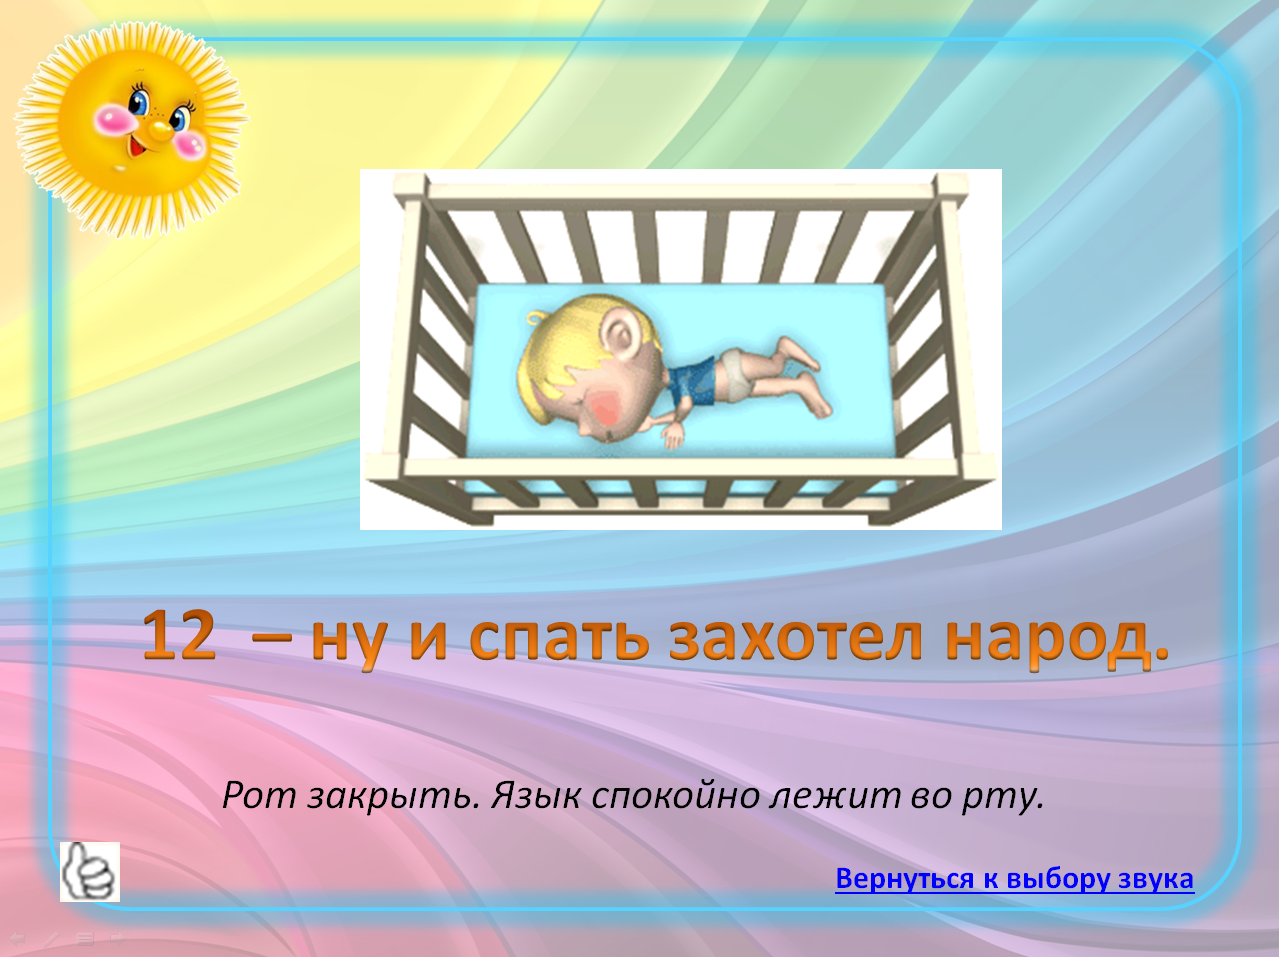 12 – ну и спать захотел народ.
Рот закрыть. Язык спокойно лежит во рту.
Вернуться к выбору звука